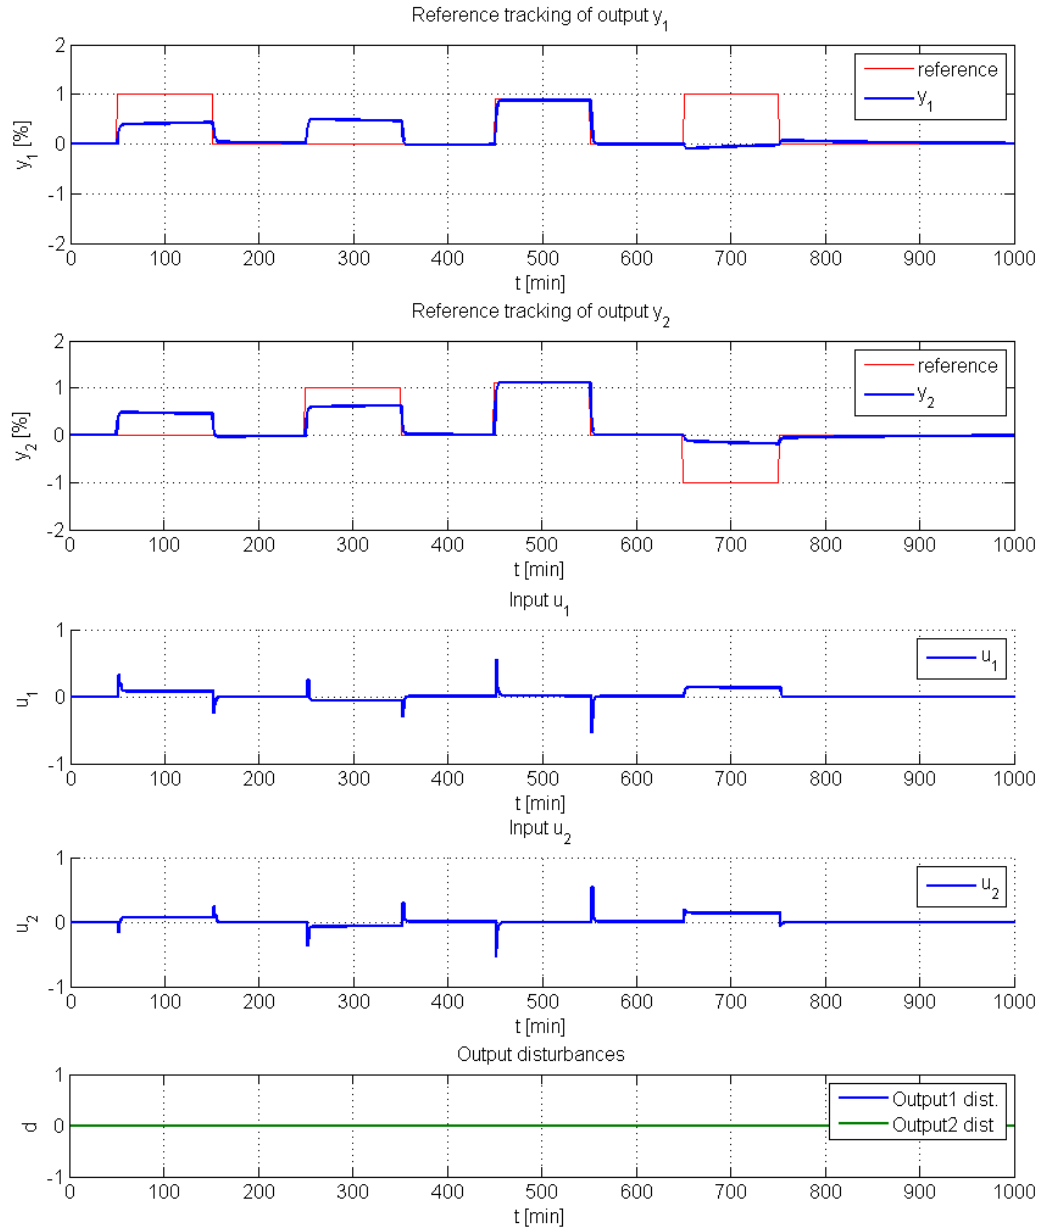 Reference tracking of output y1
2
1
0
-1
-2
y1 [%]
reference
y1
0 100 200 300 400 500 600 700 800 900 1000
t [min]
Reference tracking of output y2
2
1
0
-1
-2
y2 [%]
reference
y2
0 100 200 300 400 500 600 700 800 900 1000
t [min]
Input u1
1
0
-1
u1
u1
0 100 200 300 400 500 600 700 800 900 1000
t [min]
Input u2
1
0
-1
u2
u2
0 100 200 300 400 500 600 700 800 900 1000
t [min]
Output disturbances
1
0
-1
d
Output1 dist.
Output2 dist
0 100 200 300 400 500 600 700 800 900 1000
t [min]